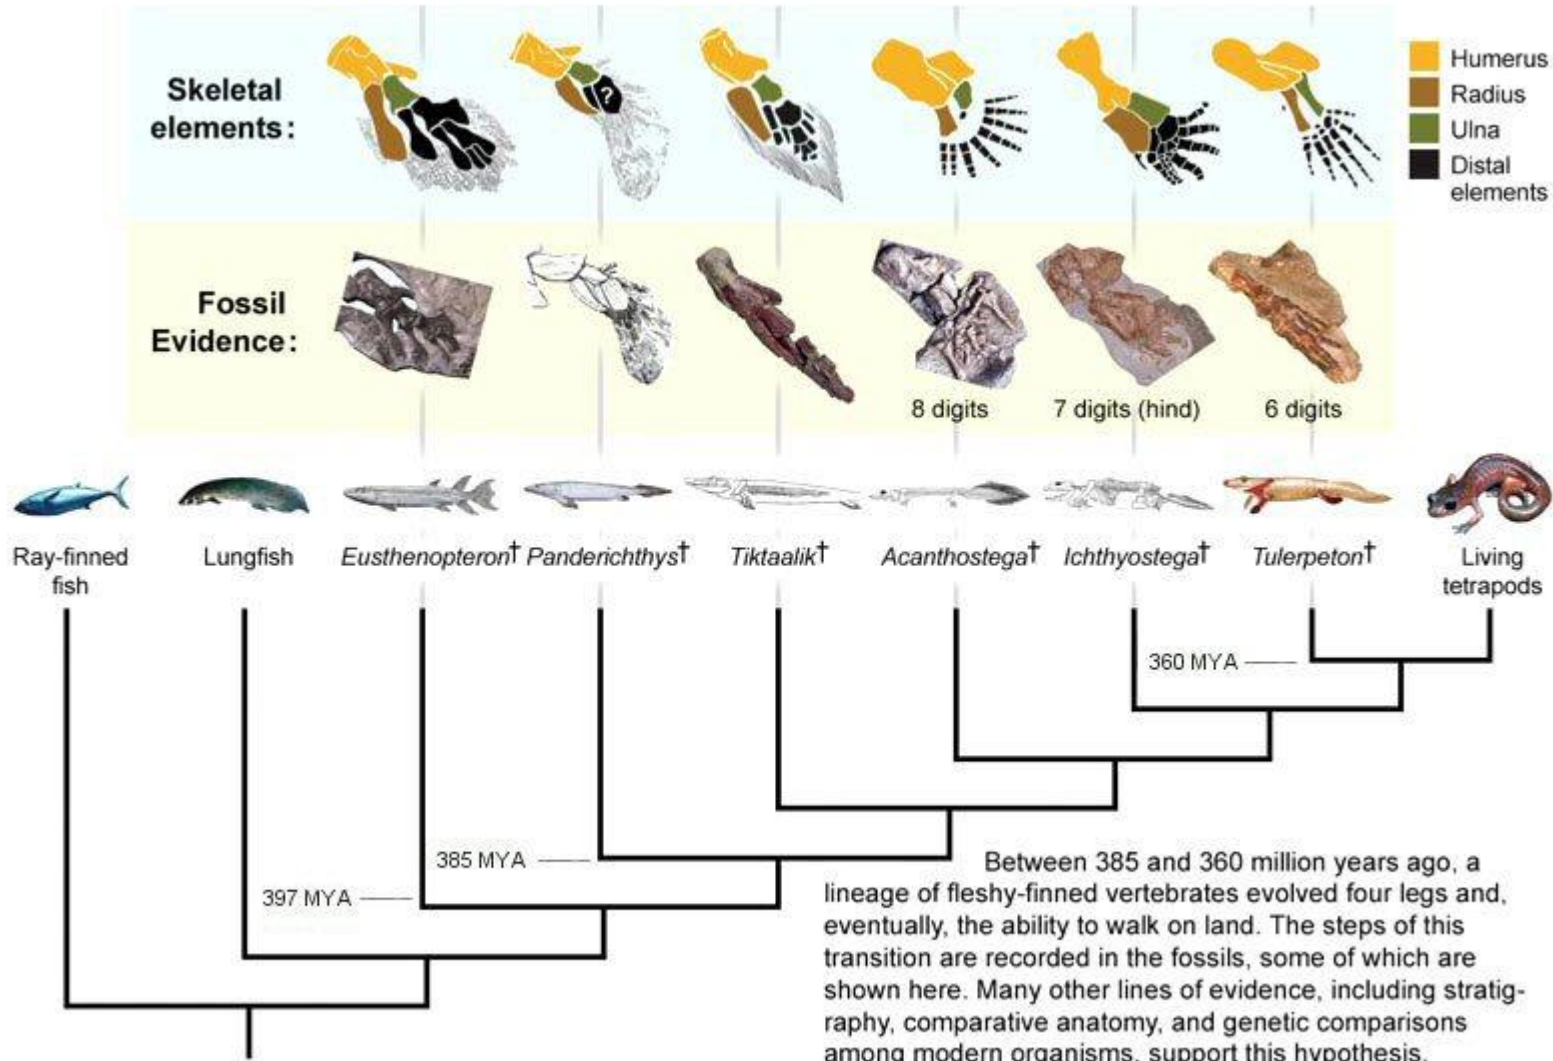 Skeletal
elements:
Humerus
Radius
Ulna
Distal
elements
?
Fossil
Evidence:
8 digits
7 digits (hind)
6 digits
Ray-finned
fish
Lungfish
Eusthenopteron†
Panderichthys†
Tiktaalik†
Acanthostega†
Ichthyostega†
Tulerpeton†
Living
tetrapods
360 MYA
385 MYA
397 MYA
Between 385 and 360 million years ago, a
lineage of fleshy-finned vertebrates evolved four legs and,
eventually, the ability to walk on land. The steps of this
transition are recorded in the fossils, some of which are
shown here. Many other lines of evidence, including stratig-
raphy, comparative anatomy, and genetic comparisons
among modern organisms, support this hypothesis.